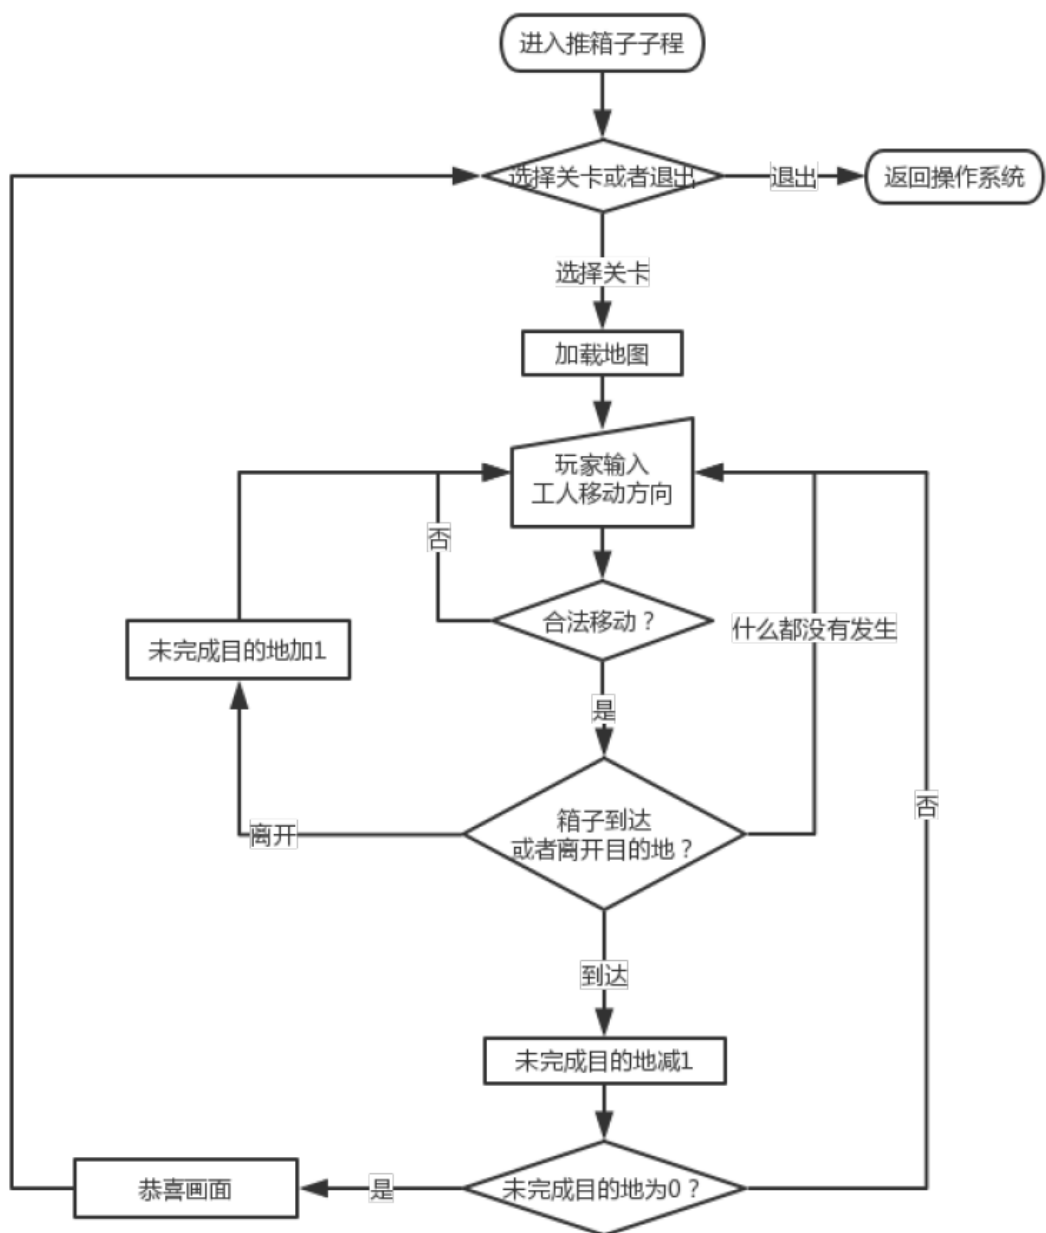 进入推箱子子程
选择关卡或者退出
退出
返回操作系统
选择关卡
加载地图
玩家输入
工人移动方向
否
合法移动？
什么都没有发生
未完成目的地加1
是
箱子到达
或者离开目的地？
离开
否
到达
未完成目的地减1
未完成目的地为0？
是
恭喜画面